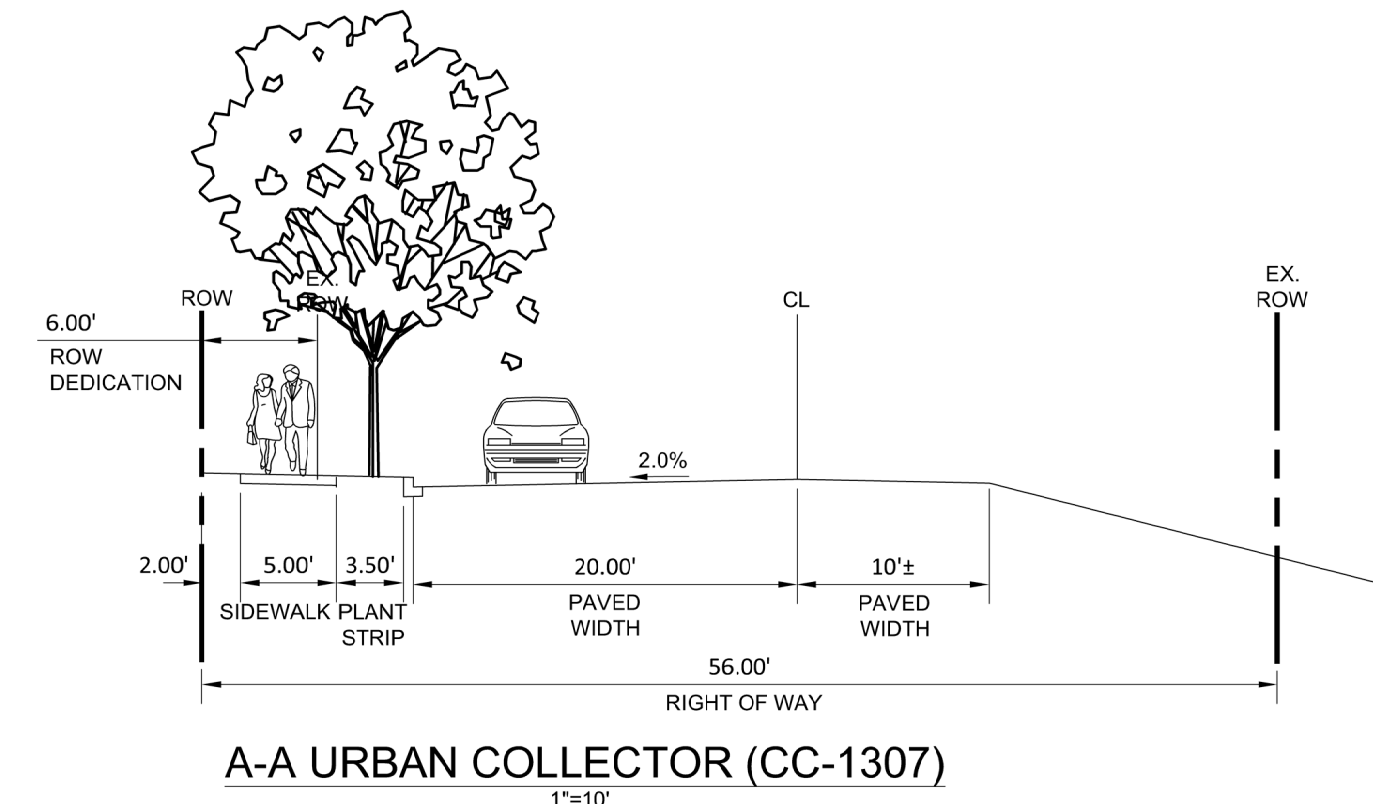 EX.
ROW
EX.
ROW
CL
ROW
6.00'
ROW
DEDICATION
2.0%
2.00'
5.00'
3.50'
20.00'
10'±
SIDEWALK
PLANT
STRIP
PAVED
WIDTH
PAVED
WIDTH
56.00'
RIGHT OF WAY
A-A URBAN COLLECTOR (CC-1307)
1"=10'